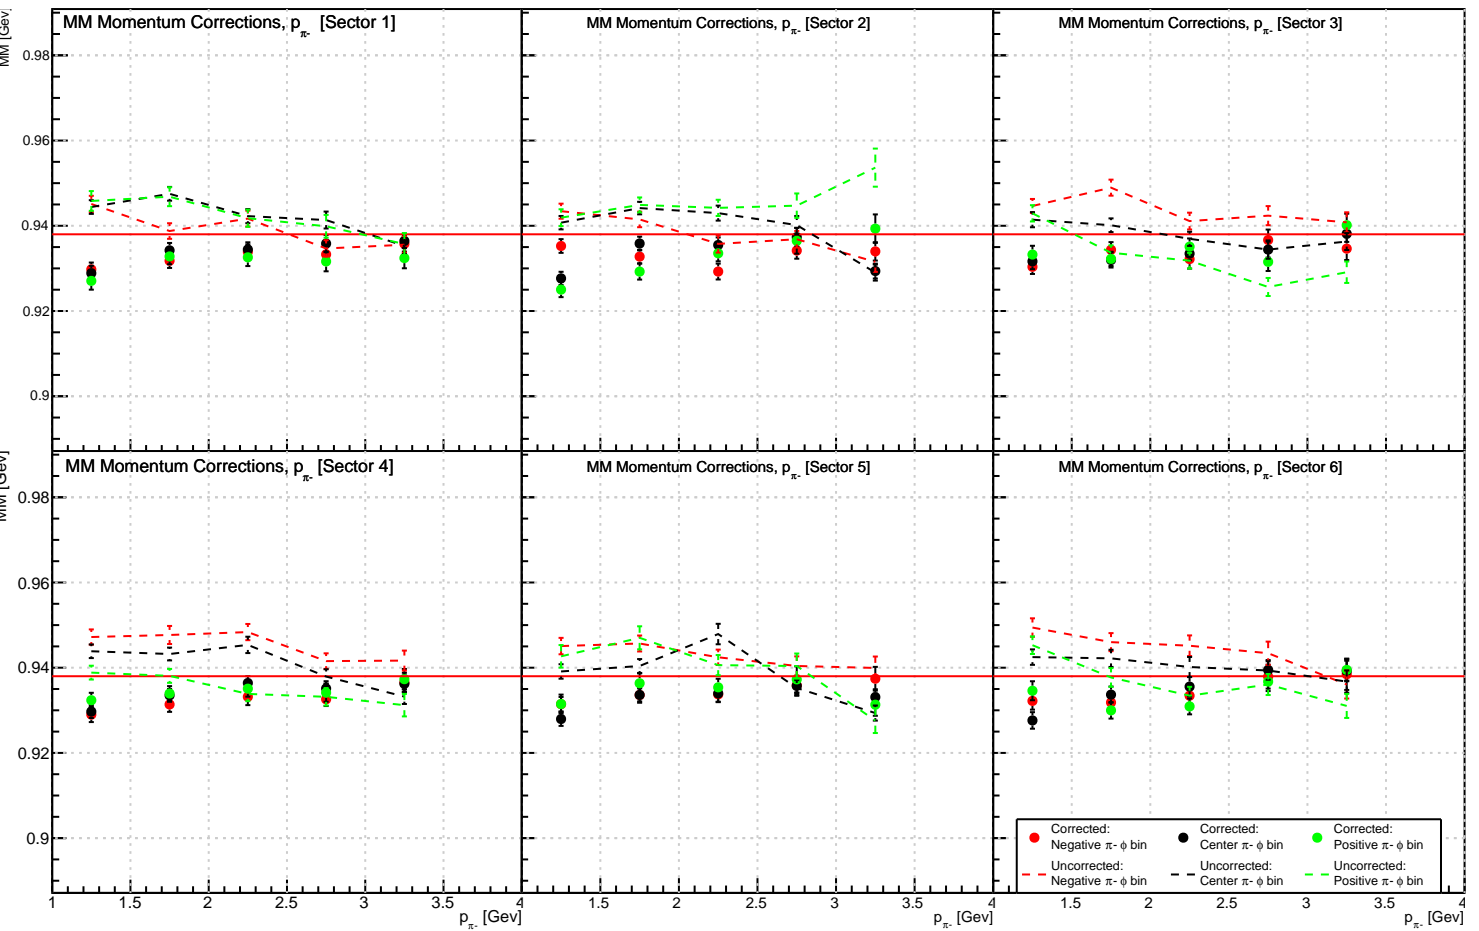 MM Momentum Corrections, pπ- [Sector 1]
MM Momentum Corrections, pπ- [Sector 2]
MM Momentum Corrections, pπ- [Sector 3]
MM [Gev]
0.98
0.96
0.94
0.92
0.9
MM Momentum Corrections, pπ- [Sector 4]
MM Momentum Corrections, pπ- [Sector 5]
MM Momentum Corrections, pπ- [Sector 6]
MM [Gev]
0.98
0.96
0.94
0.92
0.9
Corrected:
Negative π- ϕ bin
Corrected:
Center π- ϕ bin
Corrected:
Positive π- ϕ bin
Uncorrected:
Negative π- ϕ bin
Uncorrected:
Center π- ϕ bin
Uncorrected:
Positive π- ϕ bin
1 1.5 2 2.5 3 3.5 4
1.5 2 2.5 3 3.5 4
1.5 2 2.5 3 3.5 4
pπ- [Gev]
pπ- [Gev]
pπ- [Gev]